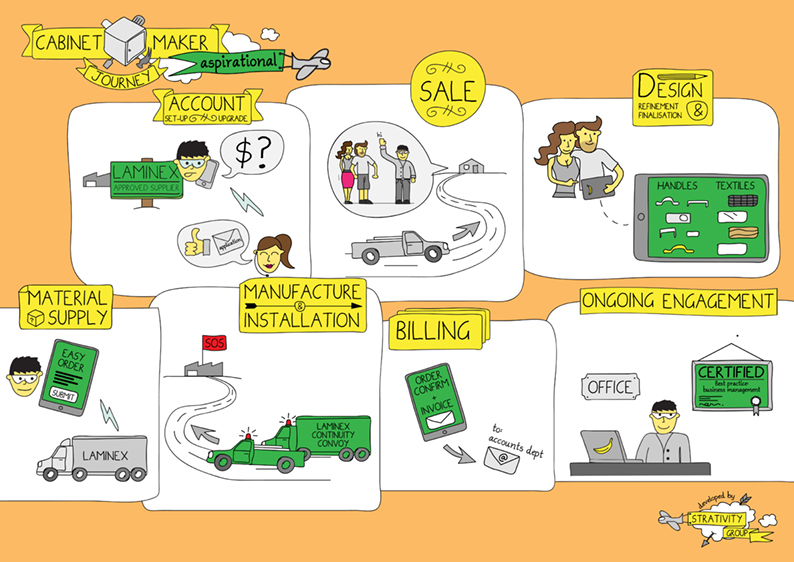 CABINET MAKER
JOURNEY
aspirational
ACCOUNT
SET-UP UPGRADE
LAMINEX
APPROVED SUPPLIER
$?
application
SALE
hi
DESIGN
REFINEMENT
FINALISATION &
HANDLES TEXTILES
MATERIAL
SUPPLY
EASY
ORDER
SUBMIT
LAMINEX
MANUFACTURE
&
INSTALLATION
SOS
LAMINEX
CONTINUITY
CONVOY
BILLING
ORDER
CONFIRM
+
INVOICE
to:
accounts dept
@
ONGOING ENGAGEMENT
OFFICE
CERTIFIED
Best practice
business management
developed by
STRATIVITY
GROUP